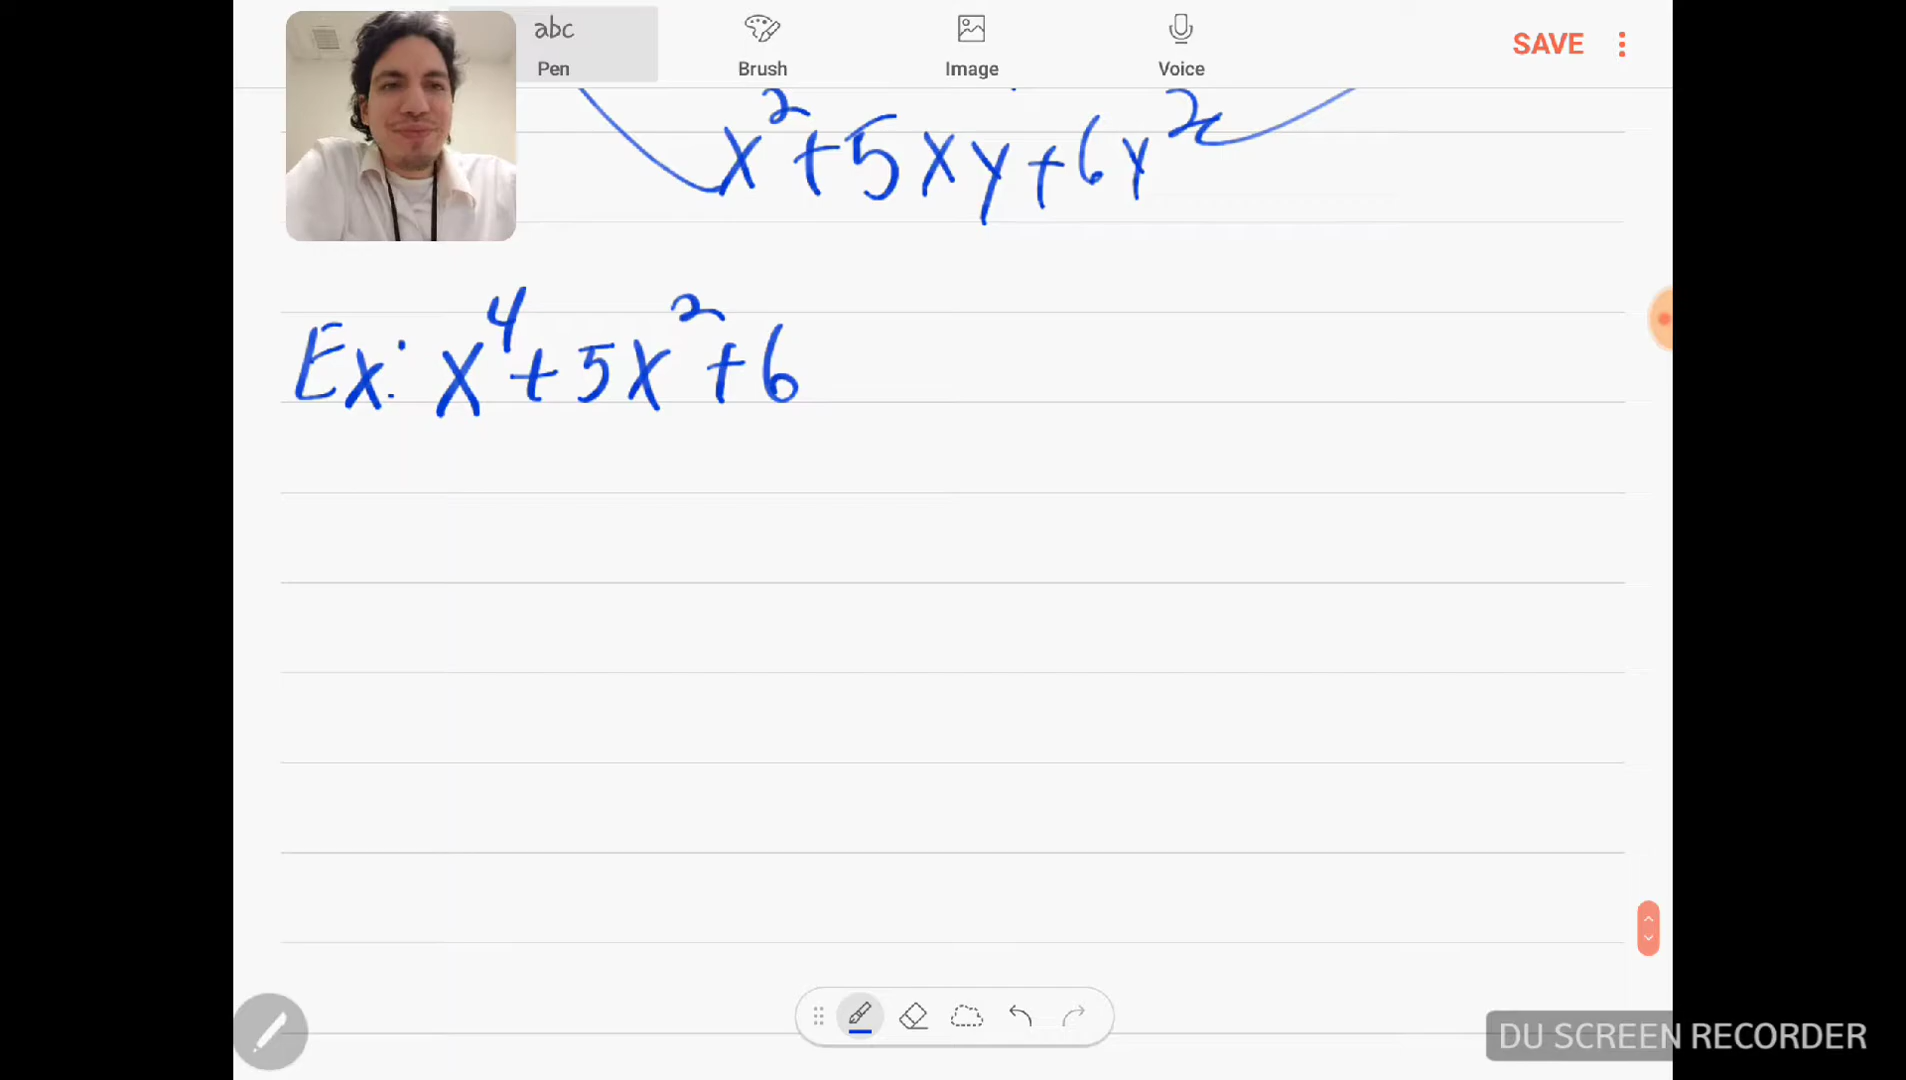 abc
Pen
Brush
Image
Voice
SAVE
x²+5xy+6y²
Ex: x⁴+5x²+6
DU SCREEN RECORDER